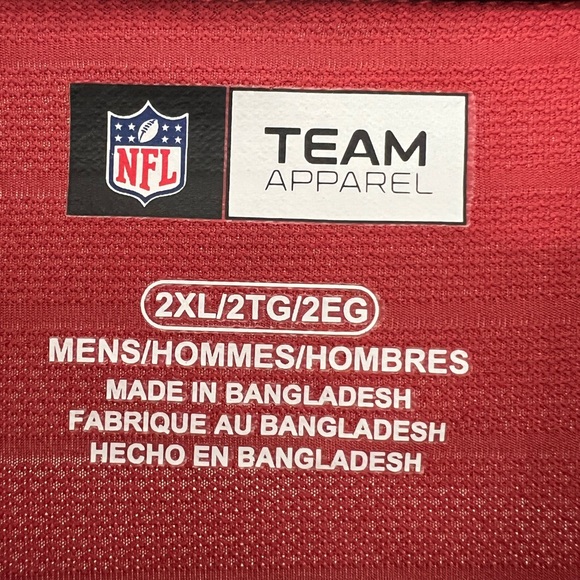 NFL
TEAM
APPAREL
2XL/2TG/2EG
MENS/HOMMES/HOMBRES
MADE IN BANGLADESH
FABRIQUE AU BANGLADESH
HECHO EN BANGLADESH